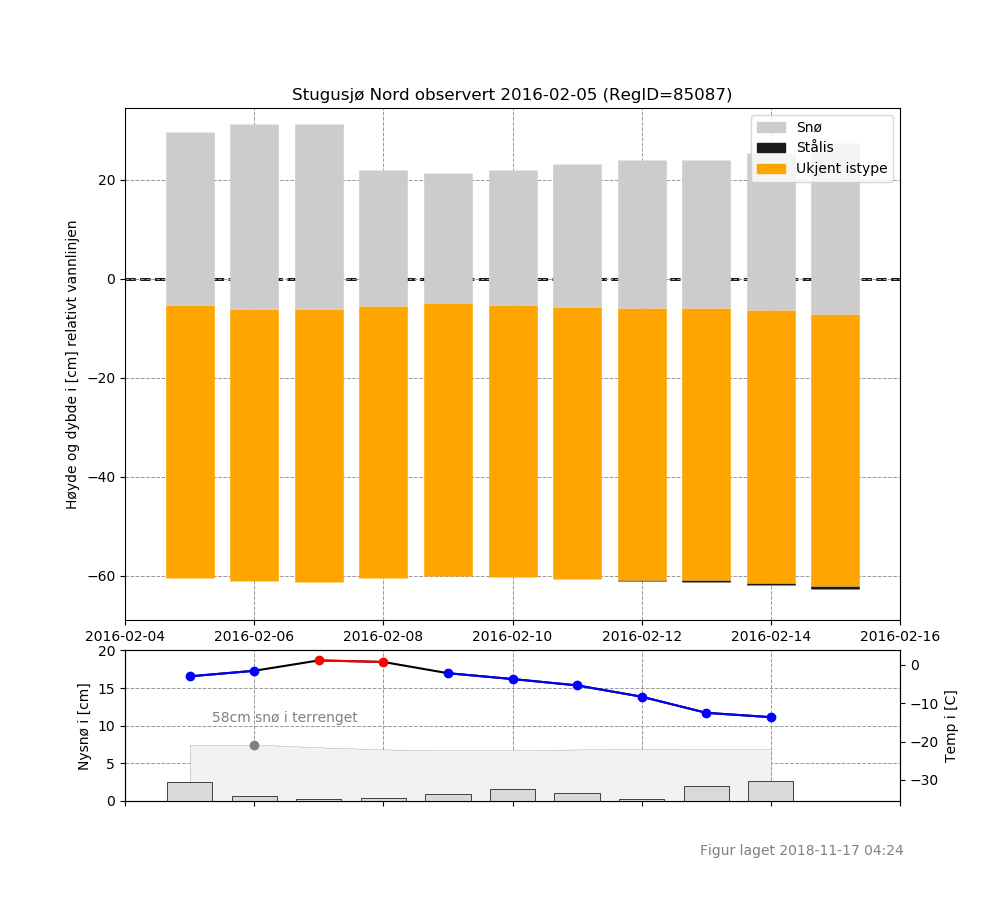 Stugusjø Nord observert 2016-02-05 (RegID=85087)
Snø
Stålis
Ukjent istype
Høyde og dybde i [cm] relativt vannlinjen
20
0
−20
−40
−60
2016-02-04 2016-02-06 2016-02-08 2016-02-10 2016-02-12 2016-02-14 2016-02-16
Nysnø i [cm]
20
15
10
5
0
58cm snø i terrenget
0
−10
−20
−30
Temp i [C]
Figur laget 2018-11-17 04:24